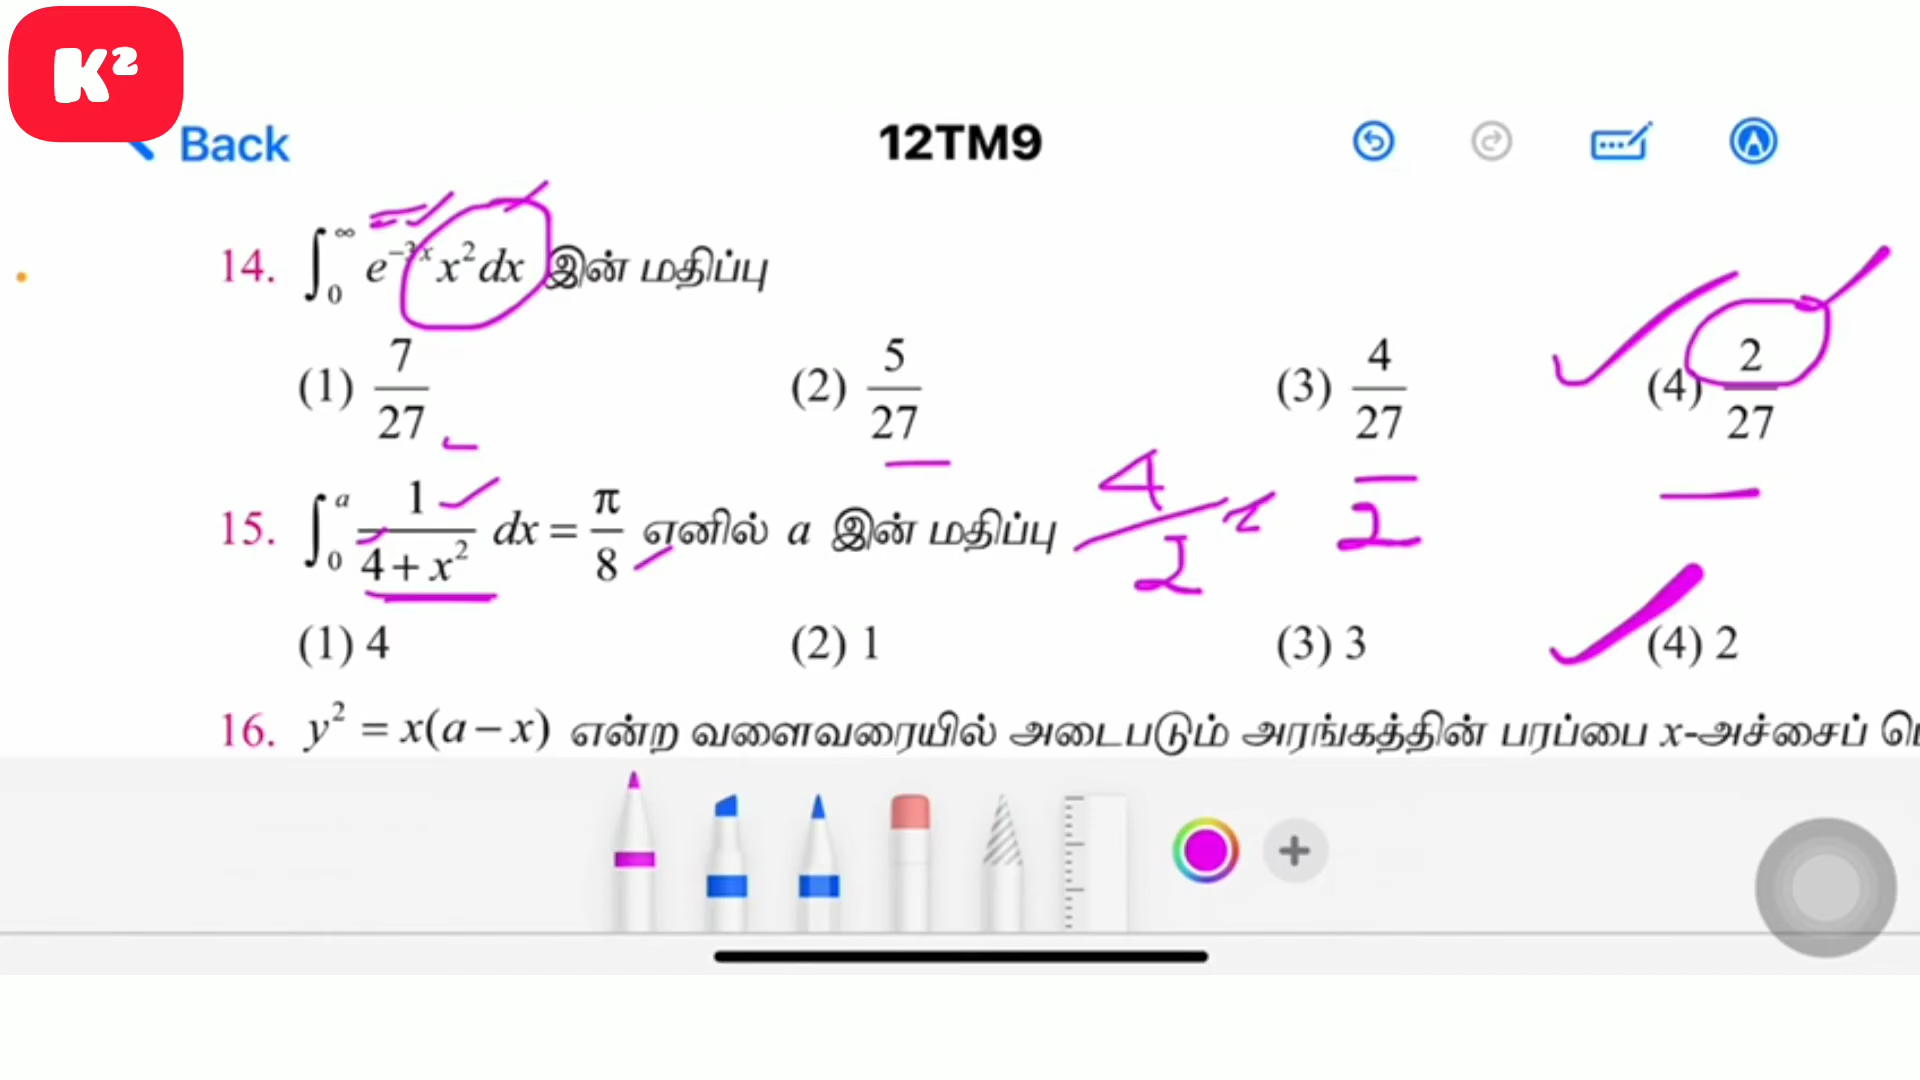 K²
Back 12TM9
14. ∫₀^∞ e^{-3x} x² dx இன் மதிப்பு
(1) 7/27 (2) 5/27 (3) 4/27 (4) 2/27
15. ∫₀^a 1/(4 + x²) dx = π/8 எனில் a இன் மதிப்பு 4/2 = 2
(1) 4 (2) 1 (3) 3 (4) 2
16. y² = x(a − x) என்ற வளைவரையில் அடைபடும் அரங்கத்தின் பரப்பை x-அச்சைப்